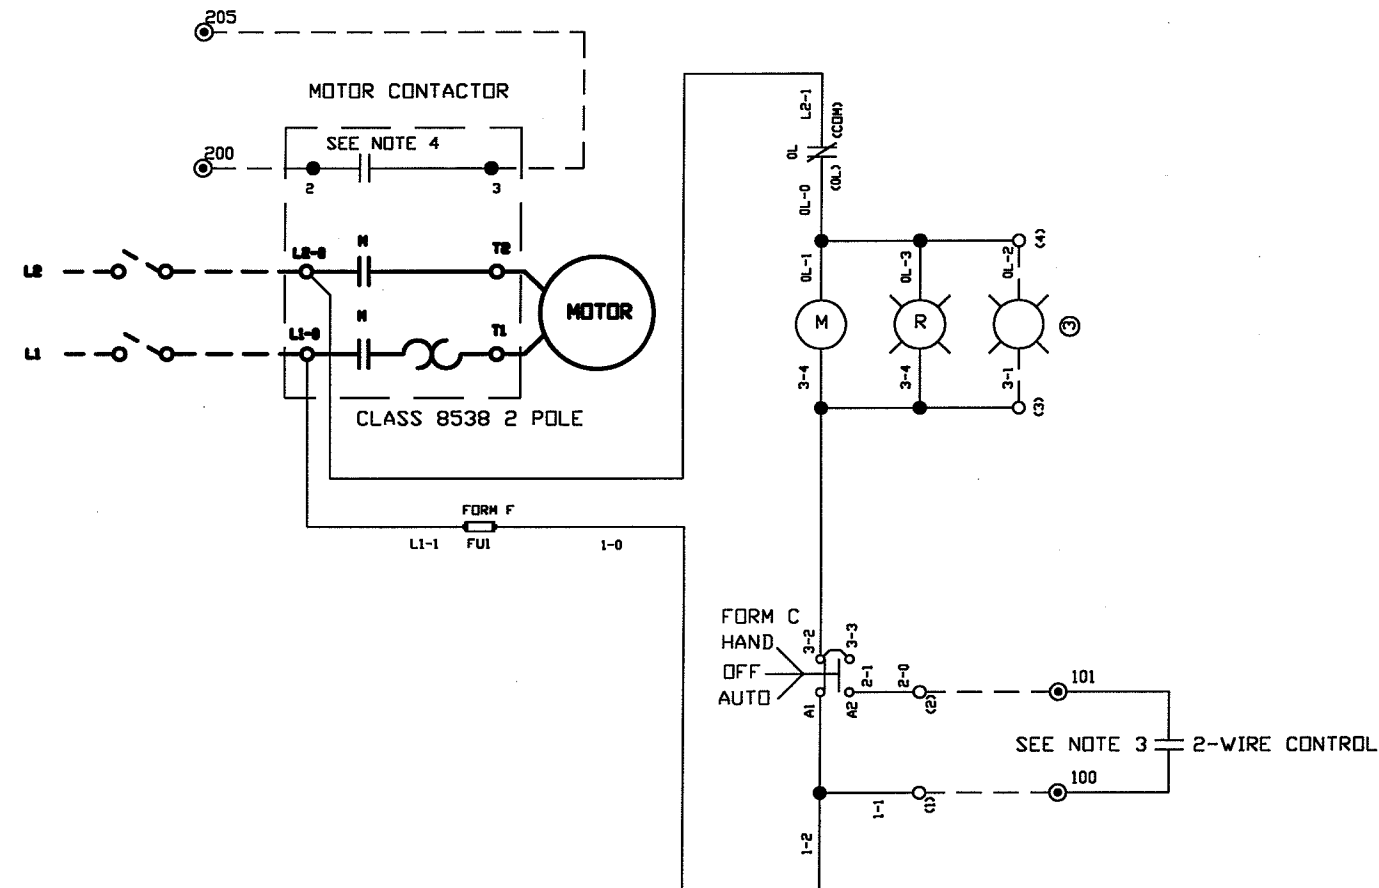 205
MOTOR CONTACTOR
SEE NOTE 4
200
2
3
L2
L2-0
M
T2
MOTOR
L1
L1-0
M
T1
CLASS 8538 2 POLE
FORM F
L1-1
FU1
1-0
L2-1
OL
(COM)
(OL)
OL-0
OL-1
OL-3
OL-2
(4)
M
R
3
3-4
3-4
3-1
(3)
FORM C
HAND
OFF
AUTO
3-2
3-3
2-1
2-0
(2)
A1
A2
101
SEE NOTE 3
2-WIRE CONTROL
100
1-1
(1)
1-2